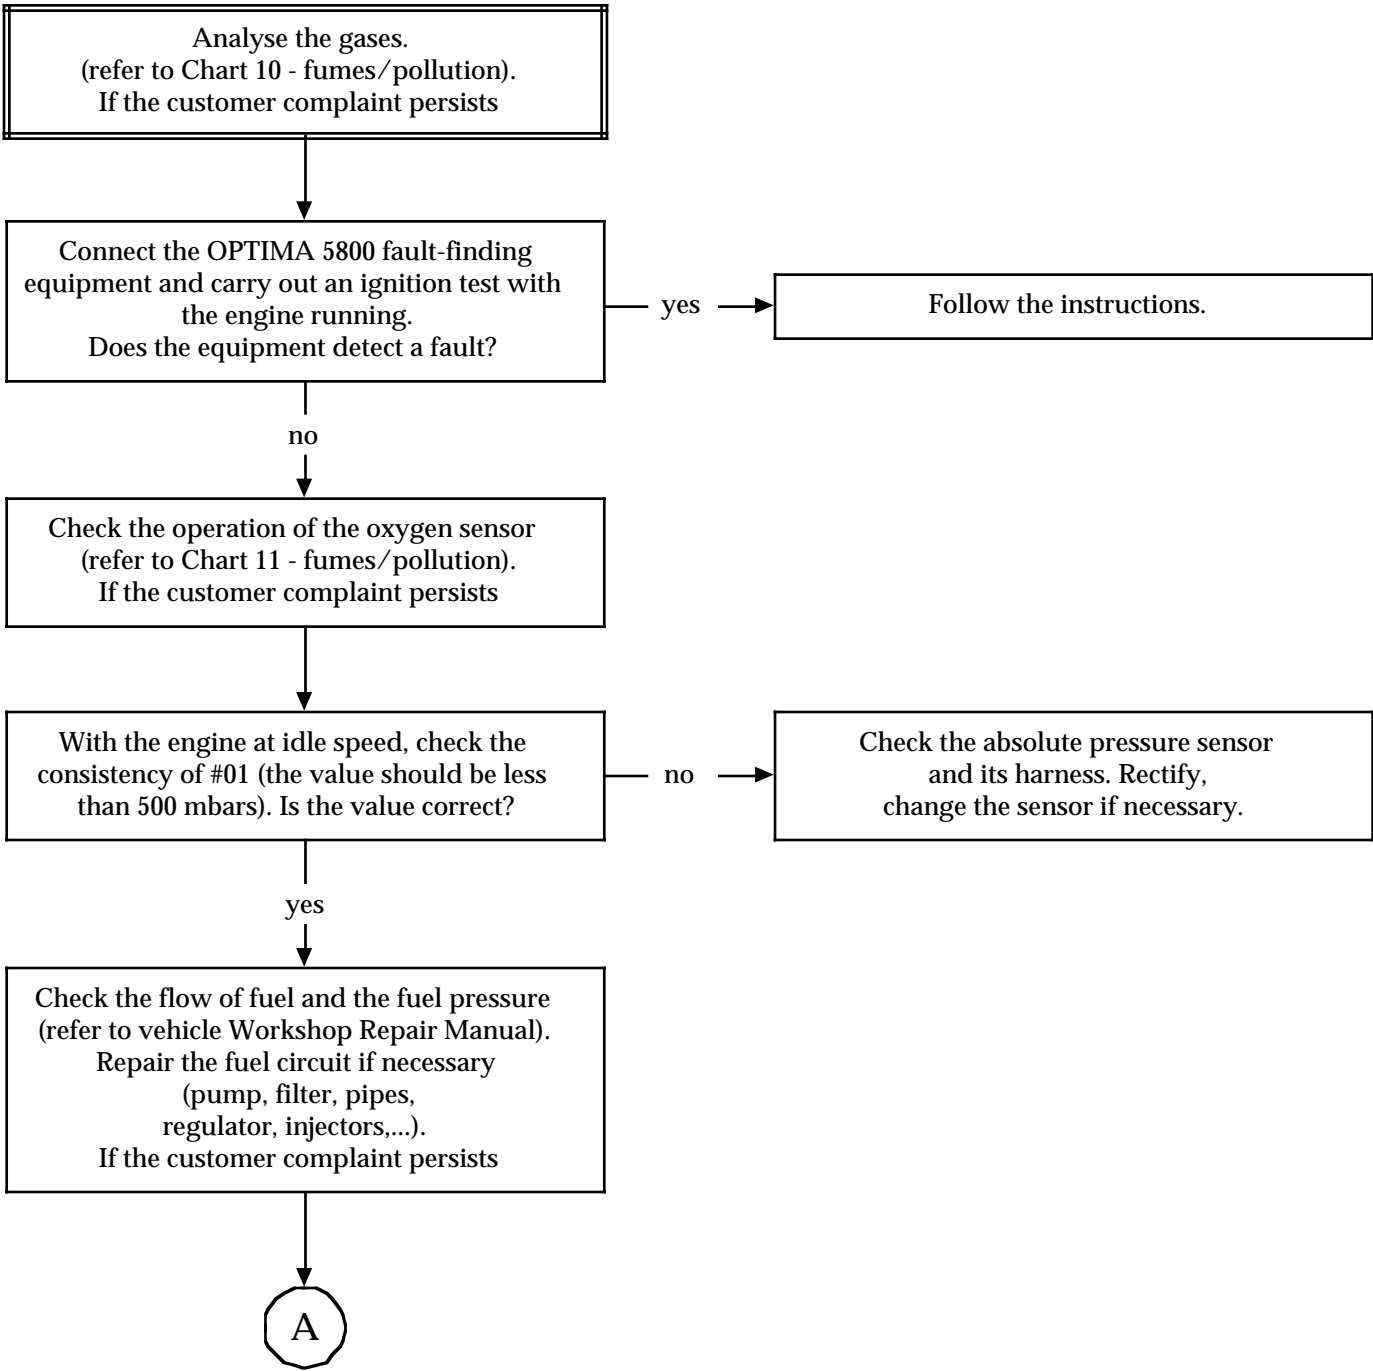 Analyse the gases.
(refer to Chart 10 - fumes/pollution).
If the customer complaint persists
Connect the OPTIMA 5800 fault-finding
equipment and carry out an ignition test with
the engine running.
Does the equipment detect a fault?
yes
Follow the instructions.
no
Check the operation of the oxygen sensor
(refer to Chart 11 - fumes/pollution).
If the customer complaint persists
With the engine at idle speed, check the
consistency of #01 (the value should be less
than 500 mbars). Is the value correct?
no
Check the absolute pressure sensor
and its harness. Rectify,
change the sensor if necessary.
yes
Check the flow of fuel and the fuel pressure
(refer to vehicle Workshop Repair Manual).
Repair the fuel circuit if necessary
(pump, filter, pipes,
regulator, injectors,...).
If the customer complaint persists
A